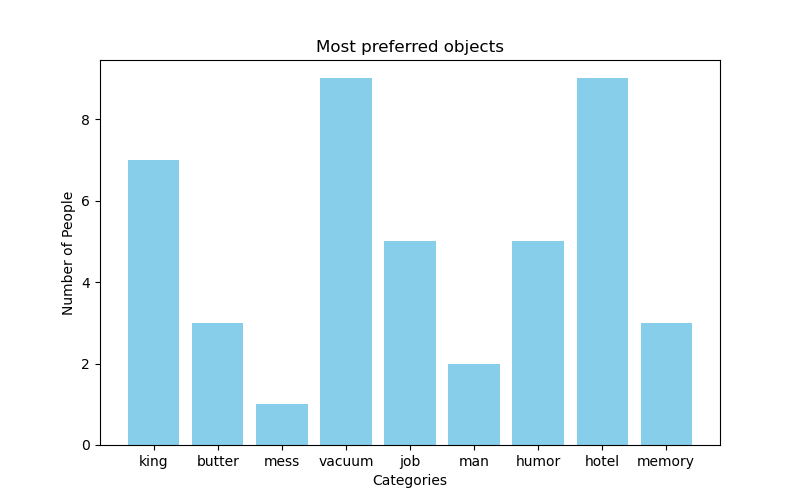 Most preferred objects
8
6
4
2
0
Number of People
king butter mess vacuum job man humor hotel memory
Categories